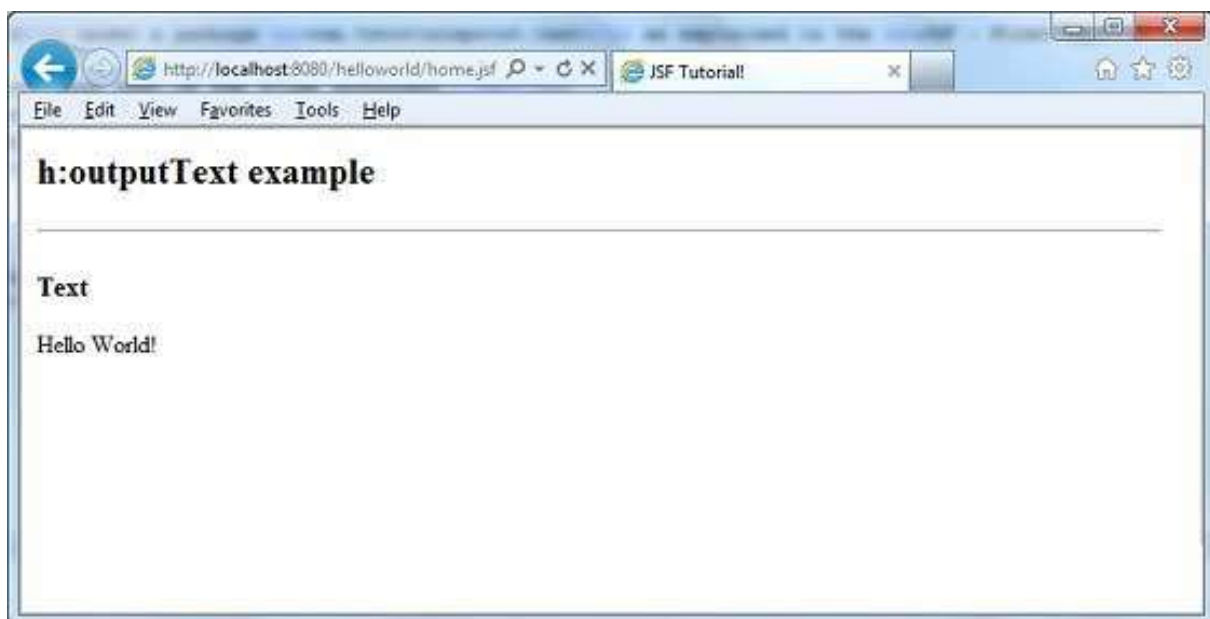 http://localhost:8080/helloworld/home.jsf
JSF Tutorial!
File Edit View Favorites Tools Help
h:outputText example
Text
Hello World!